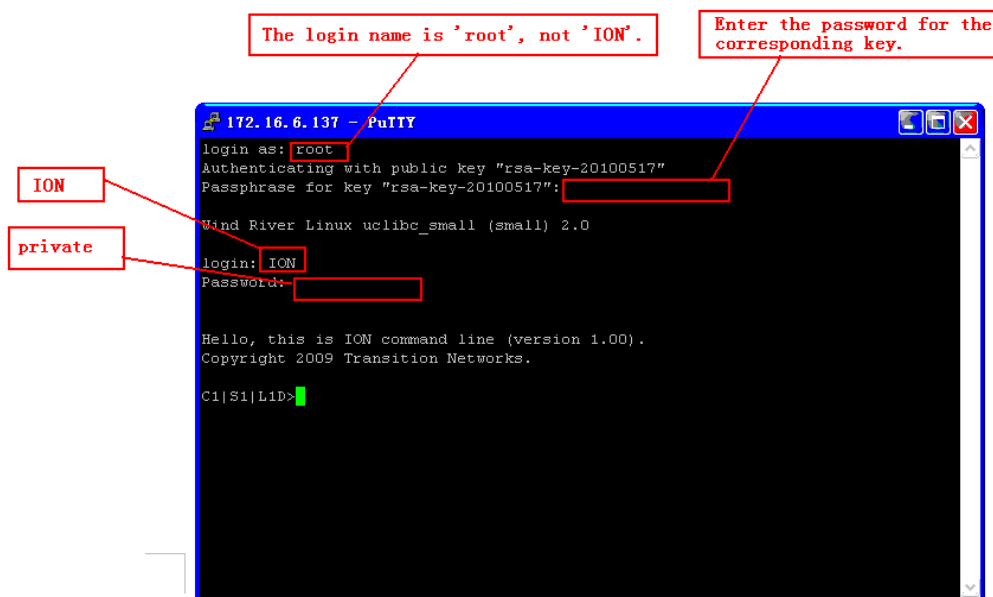 The login name is 'root', not 'ION'.
Enter the password for the
corresponding key.
172.16.6.137 - PuTTY
login as: root
Authenticating with public key "rsa-key-20100517"
Passphrase for key "rsa-key-20100517":
ION
Wind River Linux uclibc_small (small) 2.0
private
login: ION
Password:
Hello, this is ION command line (version 1.00).
Copyright 2009 Transition Networks.
C1|S1|L1D>